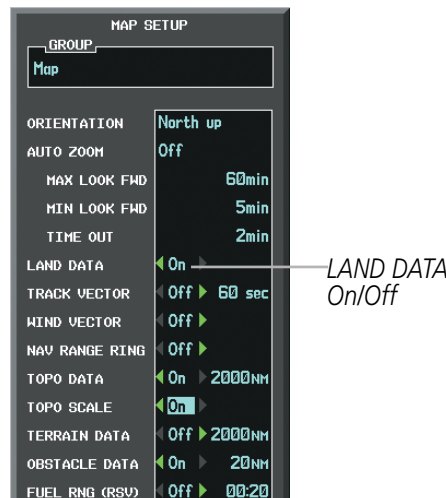 MAP SETUP
GROUP
Map
ORIENTATION North up
AUTO ZOOM Off
MAX LOOK FWD 60min
MIN LOOK FWD 5min
TIME OUT 2min
LAND DATA On
LAND DATA
On/Off
TRACK VECTOR Off 60 sec
WIND VECTOR Off
NAV RANGE RING Off
TOPO DATA On 2000NM
TOPO SCALE On
TERRAIN DATA Off 2000NM
OBSTACLE DATA On 20NM
FUEL RNG (RSV) Off 00:20